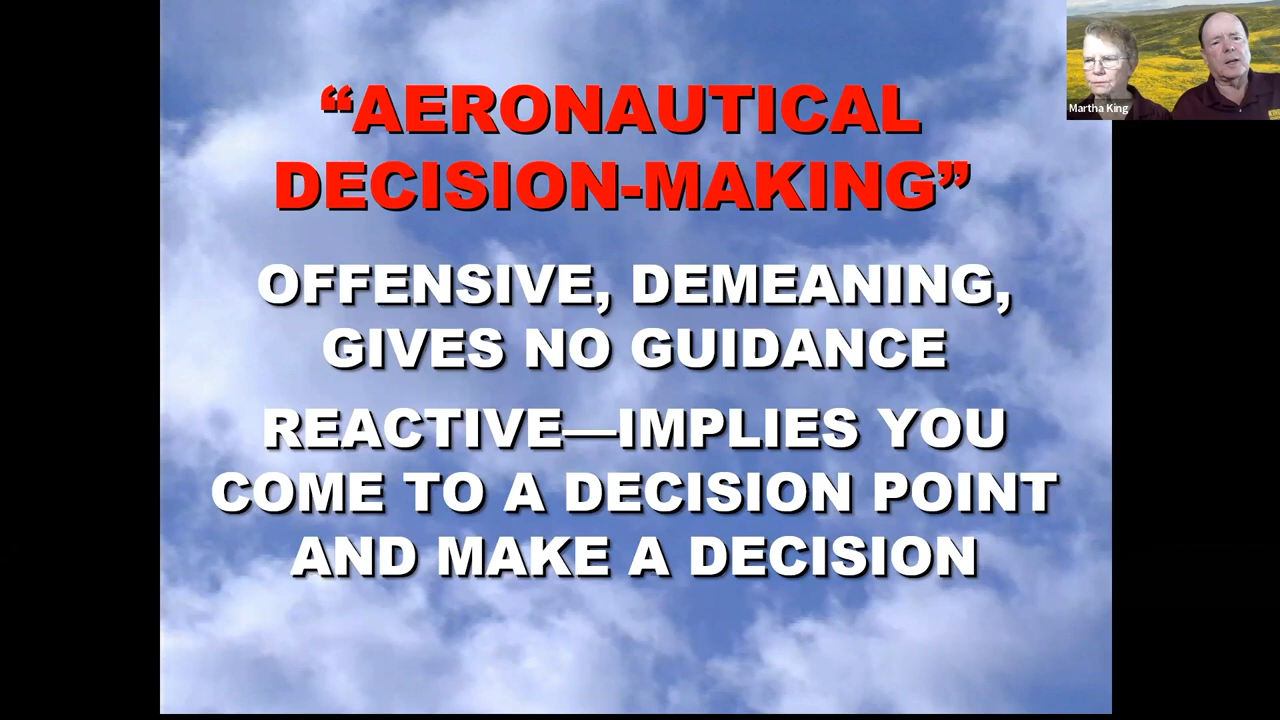 “AERONAUTICAL
DECISION-MAKING”
OFFENSIVE, DEMEANING,
GIVES NO GUIDANCE
REACTIVE—IMPLIES YOU
COME TO A DECISION POINT
AND MAKE A DECISION
Martha King